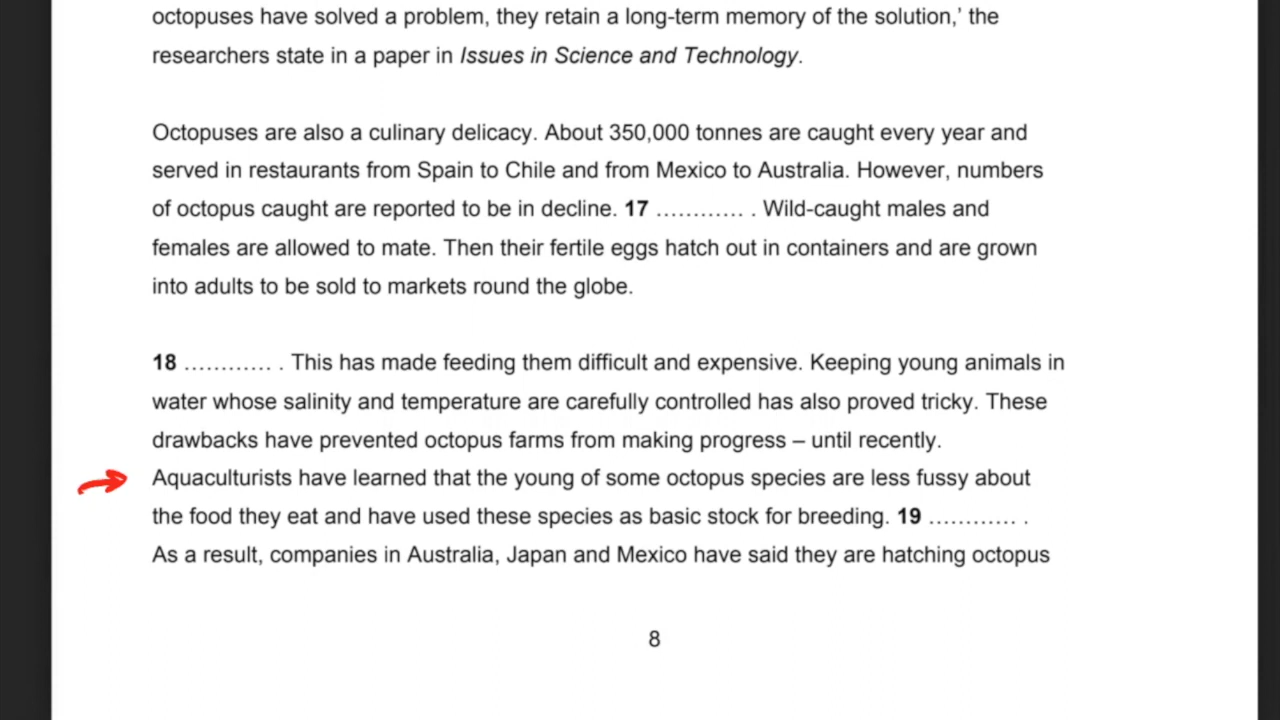 octopuses have solved a problem, they retain a long-term memory of the solution,’ the
researchers state in a paper in Issues in Science and Technology.
Octopuses are also a culinary delicacy. About 350,000 tonnes are caught every year and
served in restaurants from Spain to Chile and from Mexico to Australia. However, numbers
of octopus caught are reported to be in decline. 17 ………… . Wild-caught males and
females are allowed to mate. Then their fertile eggs hatch out in containers and are grown
into adults to be sold to markets round the globe.
18 ………… . This has made feeding them difficult and expensive. Keeping young animals in
water whose salinity and temperature are carefully controlled has also proved tricky. These
drawbacks have prevented octopus farms from making progress – until recently.
Aquaculturists have learned that the young of some octopus species are less fussy about
the food they eat and have used these species as basic stock for breeding. 19 ………… .
As a result, companies in Australia, Japan and Mexico have said they are hatching octopus
8